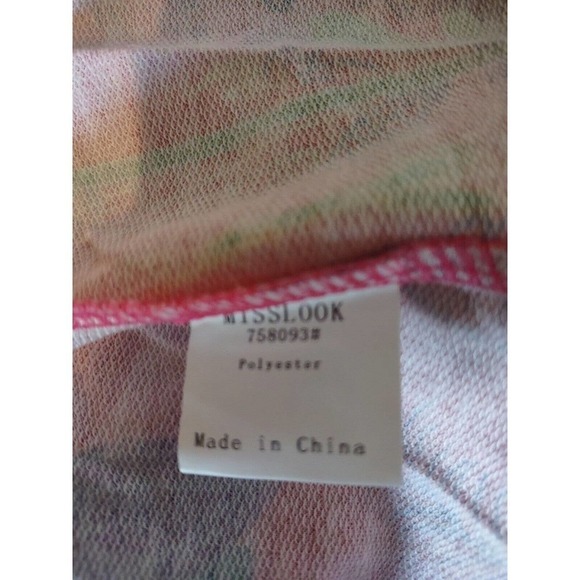 MISSLOOK
758093#
Polyester
Made in China